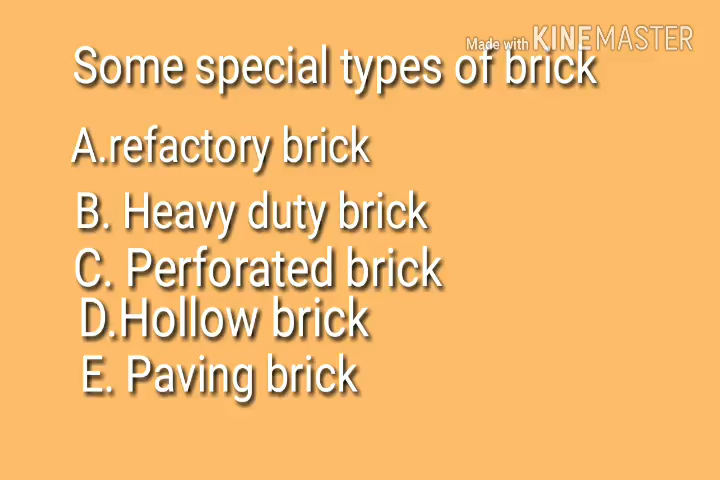 Made with KINEMASTER
Some special types of brick
A.refactory brick
B. Heavy duty brick
C. Perforated brick
D.Hollow brick
E. Paving brick